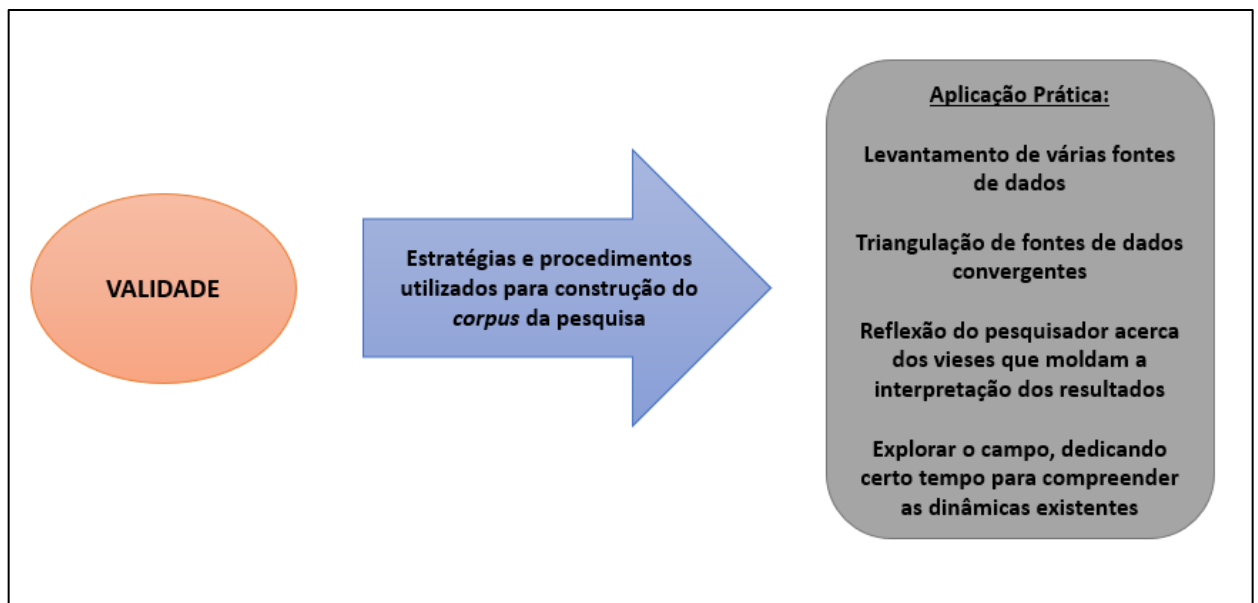 VALIDADE
Estratégias e procedimentos
utilizados para construção do
corpus da pesquisa
Aplicação Prática:
Levantamento de várias fontes
de dados
Triangulação de fontes de dados
convergentes
Reflexão do pesquisador acerca
dos vieses que moldam a
interpretação dos resultados
Explorar o campo, dedicando
certo tempo para compreender
as dinâmicas existentes